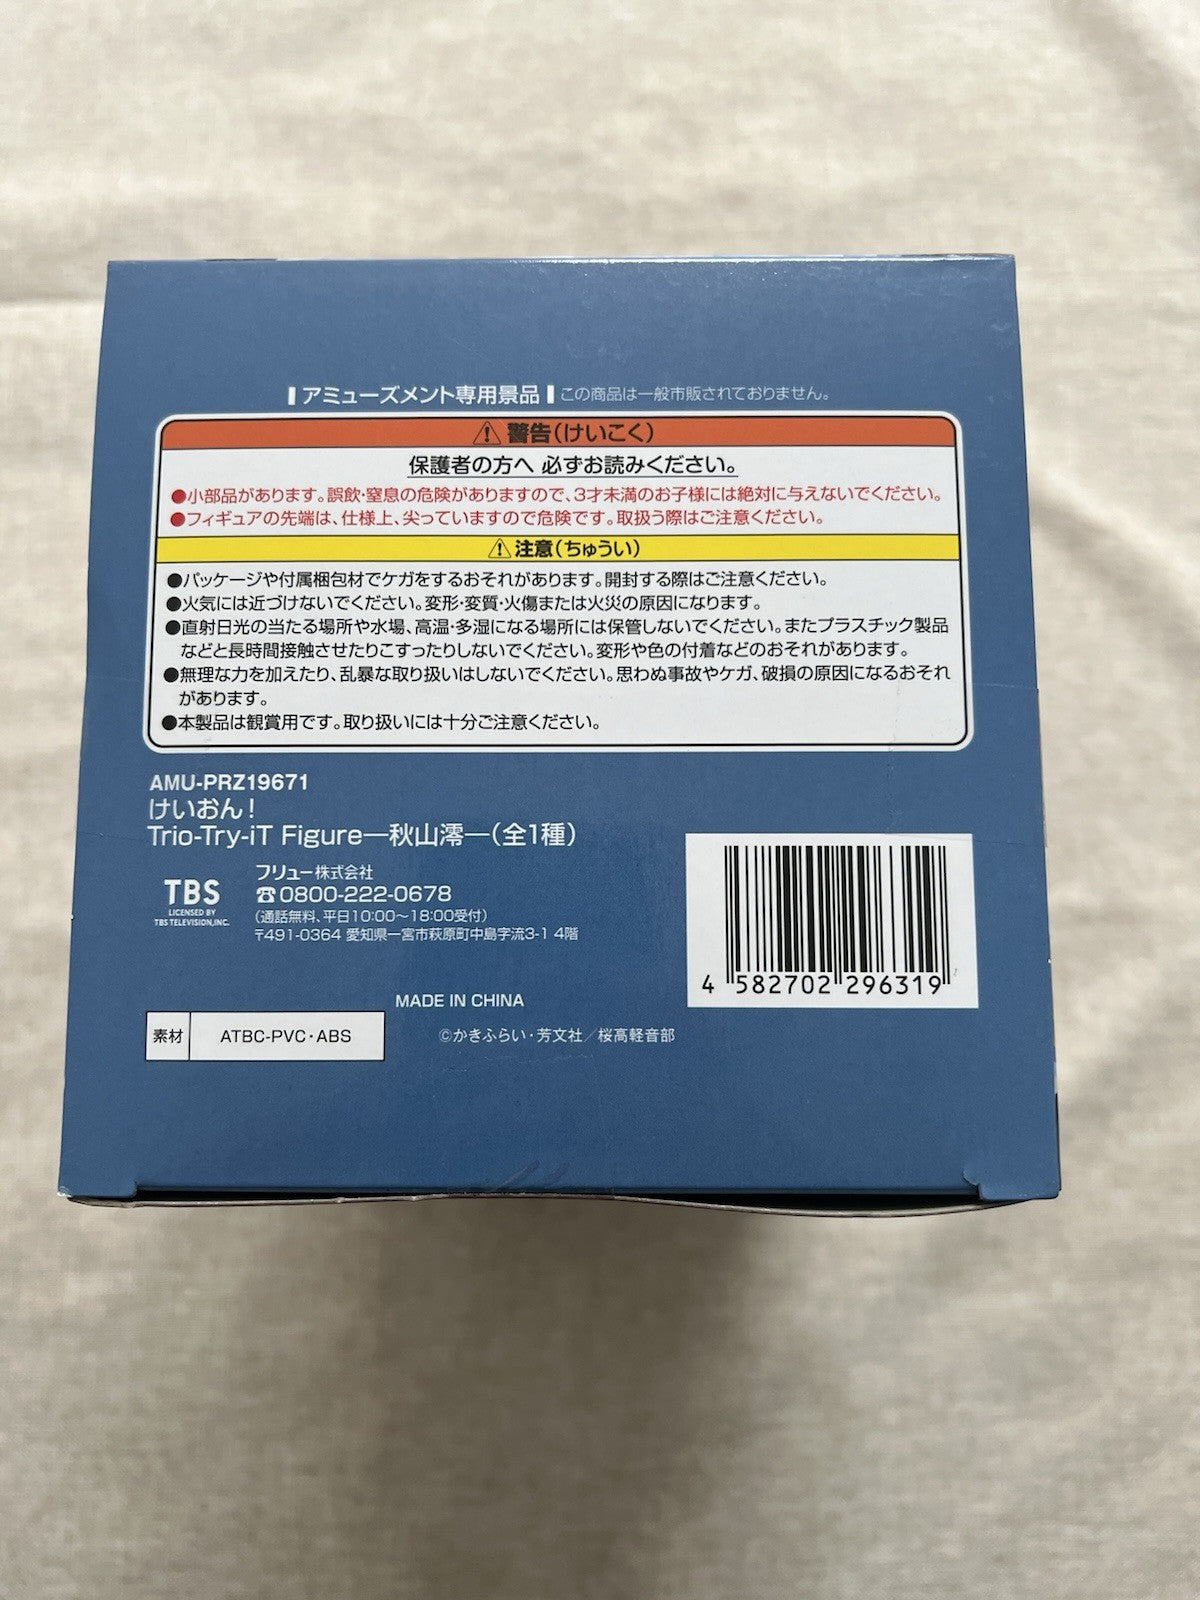 アミューズメント専用景品 この商品は一般市販されておりません。
⚠警告(けいこく)
保護者の方へ 必ずお読みください。
●小部品があります。誤飲・窒息の危険がありますので、3才未満のお子様には絶対に与えないでください。
●フィギュアの先端は、仕様上、尖っていますので危険です。取扱う際はご注意ください。
⚠注意(ちゅうい)
●パッケージや付属梱包材でケガをするおそれがあります。開封する際はご注意ください。
●火気には近づけないでください。変形・変質・火傷または火災の原因になります。
●直射日光の当たる場所や水場、高温・多湿になる場所には保管しないでください。またプラスチック製品
などと長時間接触させたりこすったりしないでください。変形や色の付着などのおそれがあります。
●無理な力を加えたり、乱暴な取り扱いはしないでください。思わぬ事故やケガ、破損の原因になるおそれ
があります。
●本製品は観賞用です。取り扱いには十分ご注意ください。
AMU-PRZ19671
けいおん!
Trio-Try-iT Figure―秋山澪―(全1種)
TBS
LICENSED BY
TBS TELEVISION,INC.
フリュー株式会社
☎0800-222-0678
(通話無料、平日10:00〜18:00受付)
〒491-0364 愛知県一宮市萩原町中島字流3-1 4階
4 582702 296319
MADE IN CHINA
素材 ATBC-PVC・ABS
©かきふらい・芳文社/桜高軽音部